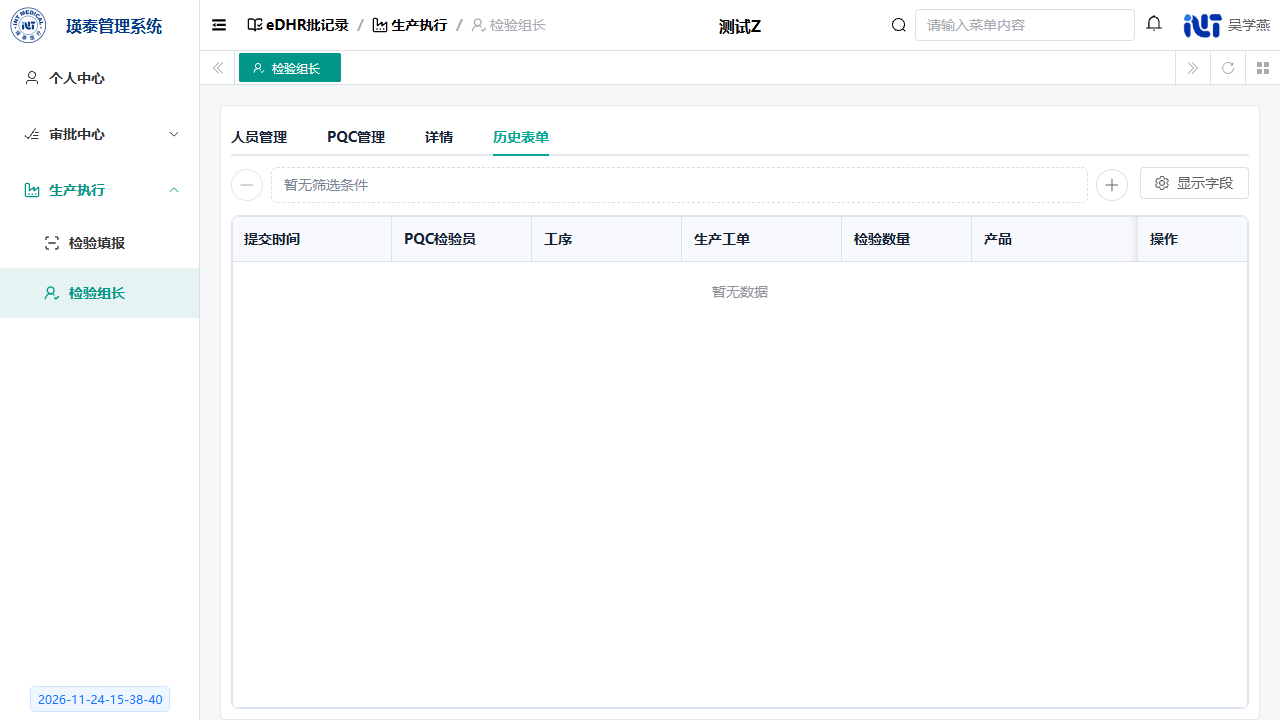 瑛泰管理系统
eDHR批记录 / 生产执行 / 检验组长
测试Z
请输入菜单内容
吴学燕
个人中心
审批中心
生产执行
检验填报
检验组长
2026-11-24-15-38-40
检验组长
人员管理 PQC管理 详情 历史表单
暂无筛选条件
显示字段
提交时间 PQC检验员 工序 生产工单 检验数量 产品 操作
暂无数据